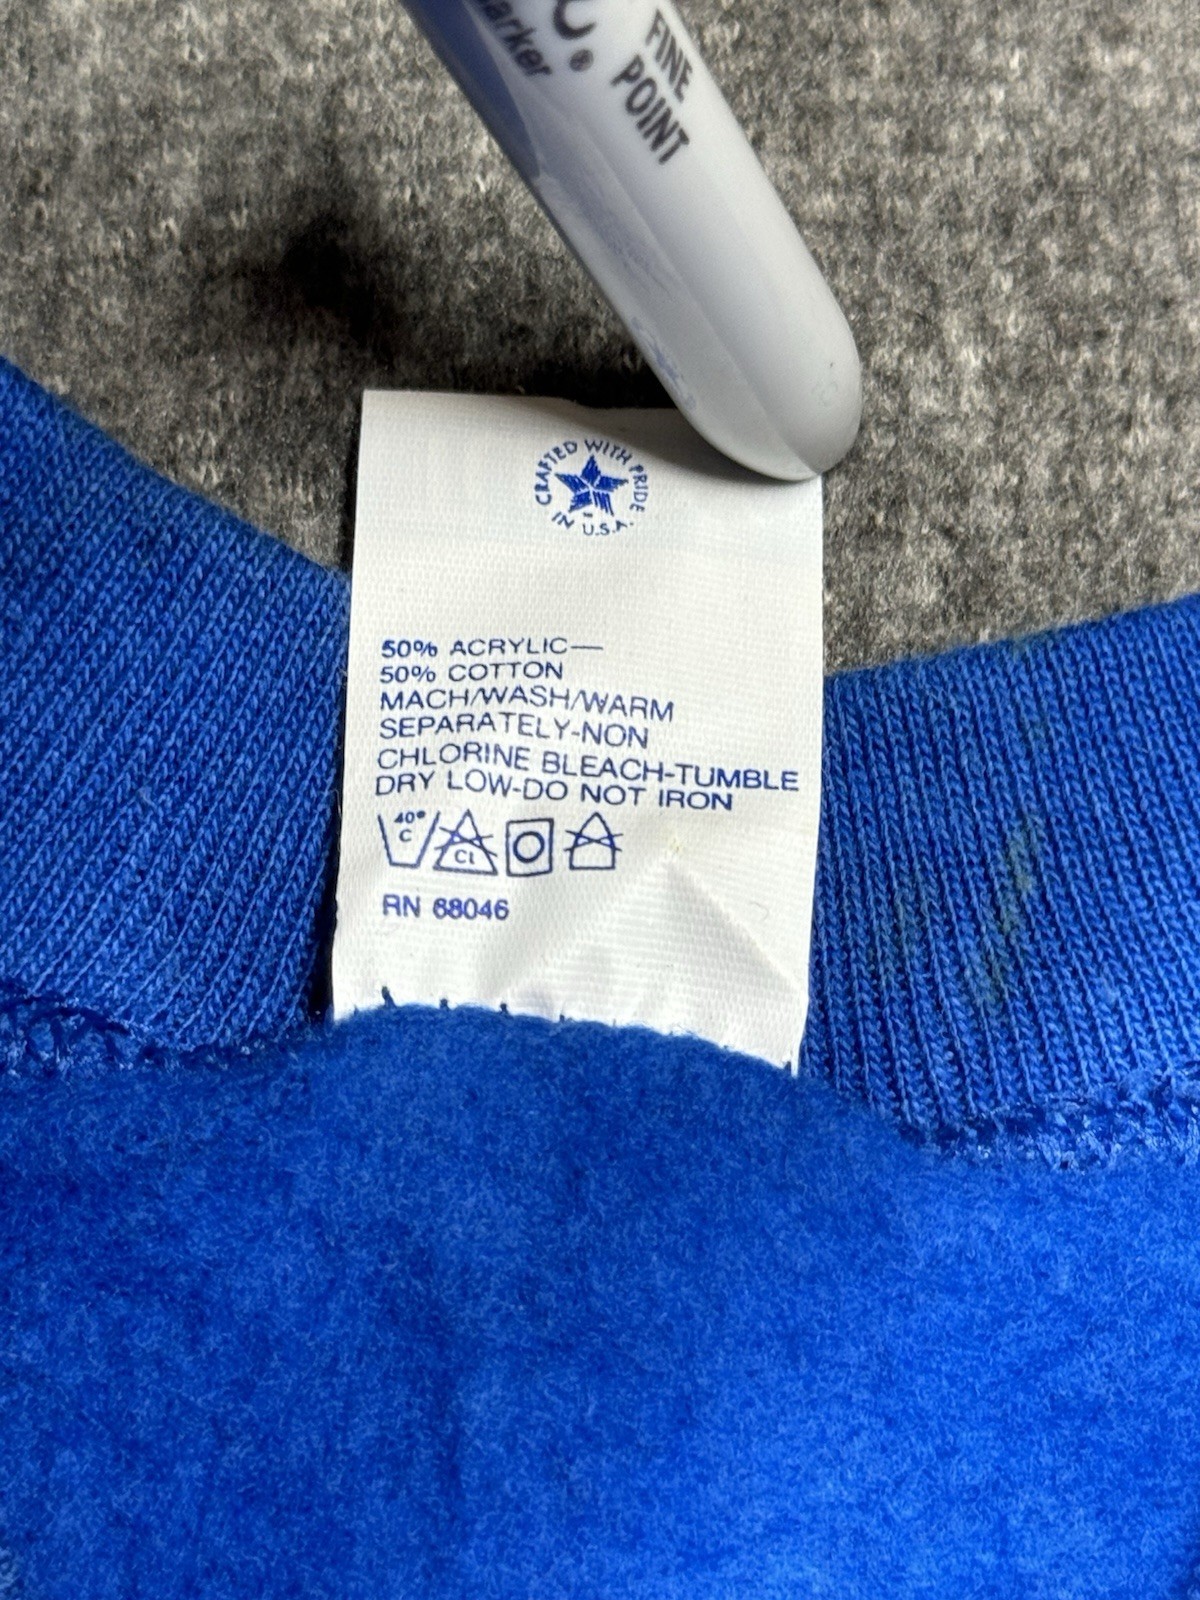 arker
®
FINE
POINT
CRAFTED WITH PRIDE
IN U.S.A.
50% ACRYLIC—
50% COTTON
MACH/WASH/WARM
SEPARATELY-NON
CHLORINE BLEACH-TUMBLE
DRY LOW-DO NOT IRON
40°
C
CL
RN 68046